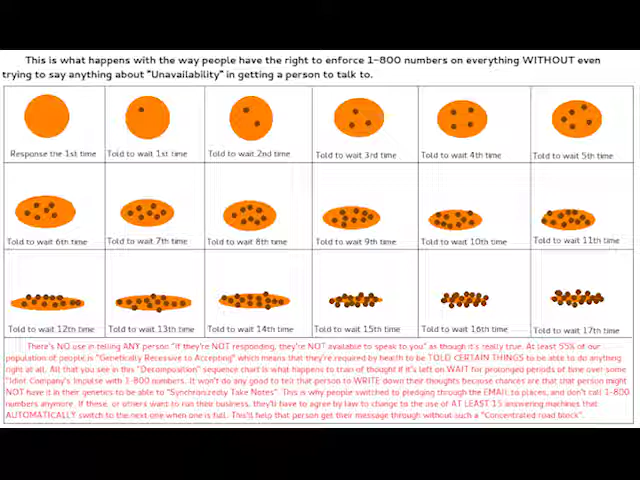 This is what happens with the way people have the right to enforce 1-800 numbers on everything WITHOUT even
trying to say anything about "Unavailability" in getting a person to talk to.
Response the 1st time
Told to wait 1st time
Told to wait 2nd time
Told to wait 3rd time
Told to wait 4th time
Told to wait 5th time
Told to wait 6th time
Told to wait 7th time
Told to wait 8th time
Told to wait 9th time
Told to wait 10th time
Told to wait 11th time
Told to wait 12th time
Told to wait 13th time
Told to wait 14th time
Told to wait 15th time
Told to wait 16th time
Told to wait 17th time
There's NO use in telling ANY person "If they're NOT responding, they're NOT available to speak to you" as though it's really true. At least 55% of our
population of people is "Genetically Recessive to Accepting" which means that they're required by health to be TOLD CERTAIN THINGS to be able to do anything
right at all. All that you see in this "Decomposition" sequence chart is what happens to train of thought if it's left on WAIT for prolonged periods of time over some
"Idiot Company's Impulse with 1-800 numbers. It won't do any good to tell that person to WRITE down their thoughts because chances are that that person might
NOT have it in their genetics to be able to "Synchronizedly Take Notes". This is why people switched to pledging through the EMAIL to places, and don't call 1-800
numbers anymore. If these, or others want to run their business, they'll have to agree by law to change to the use of AT LEAST 15 answering machines that
AUTOMATICALLY switch to the next one when one is full. This'll help that person get their message through without such a "Concentrated road block".